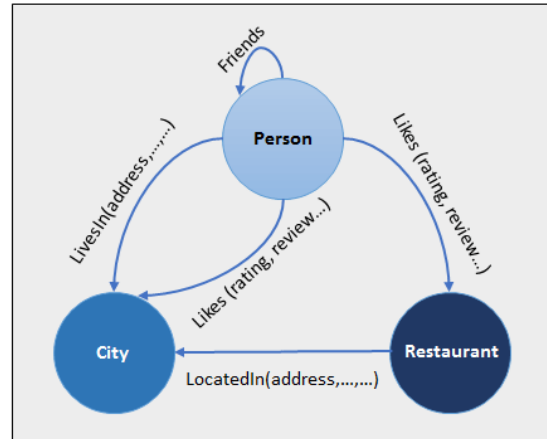 Friends
Person
LivesIn(address,...,...)
Likes (rating, review...)
Likes (rating, review...)
City
Restaurant
LocatedIn(address,...,...)